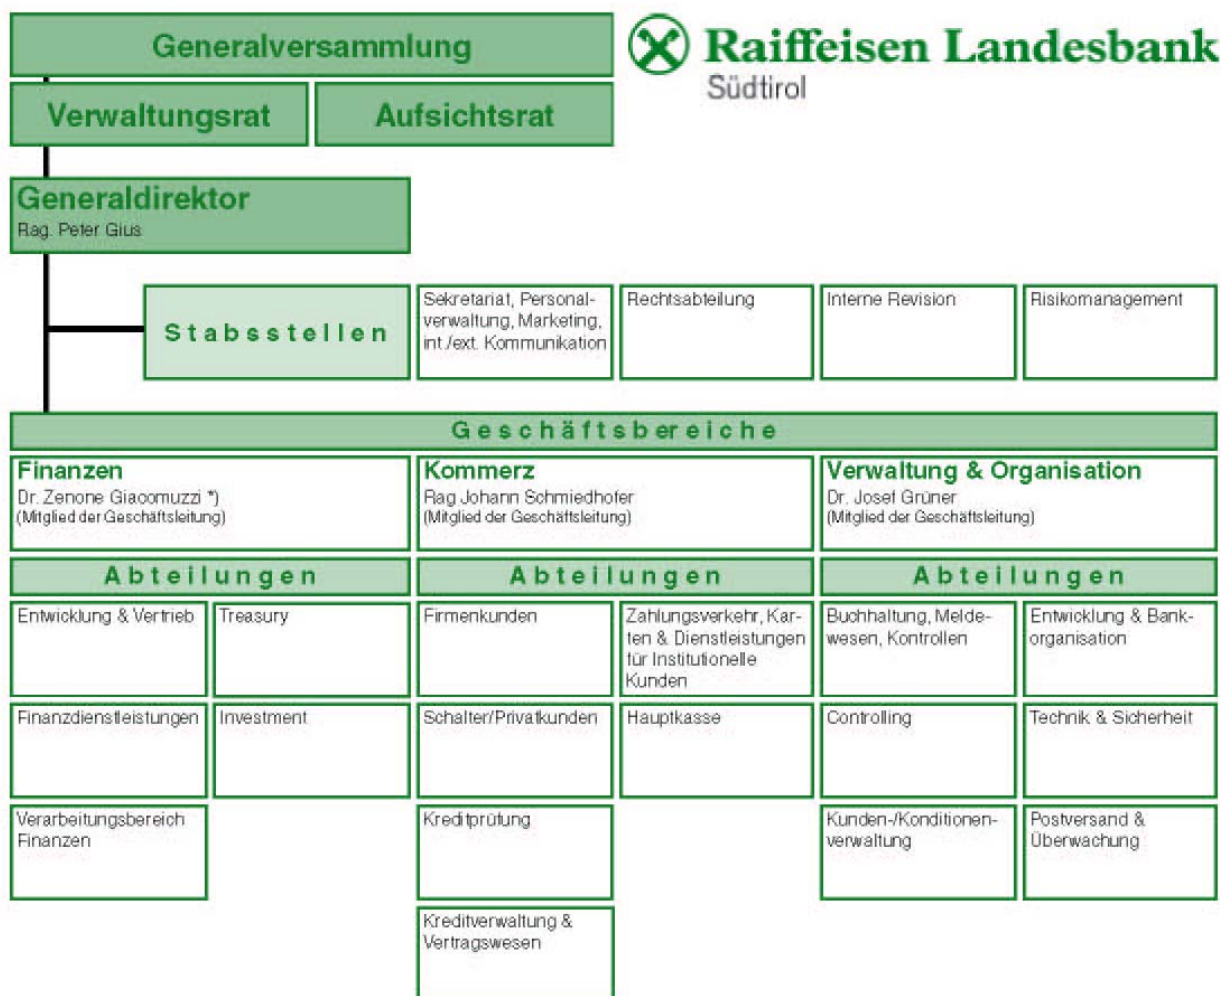 Generalversammlung
Raiffeisen Landesbank
Südtirol
Verwaltungsrat
Aufsichtsrat
Generaldirektor
Rag. Peter Gius
Stabsstellen
Sekretariat, Personal-
verwaltung, Marketing,
int./ext. Kommunikation
Rechtsabteilung
Interne Revision
Risikomanagement
Geschäftsbereiche
Finanzen
Dr. Zenone Giacomuzzi *)
(Mitglied der Geschäftsleitung)
Kommerz
Rag Johann Schmiedhofer
(Mitglied der Geschäftsleitung)
Verwaltung & Organisation
Dr. Josef Grüner
(Mitglied der Geschäftsleitung)
Abteilungen
Abteilungen
Abteilungen
Entwicklung & Vertrieb
Treasury
Firmenkunden
Zahlungsverkehr, Kar-
ten & Dienstleistungen
für Institutionelle
Kunden
Buchhaltung, Melde-
wesen, Kontrollen
Entwicklung & Bank-
organisation
Finanzdienstleistungen
Investment
Schalter/Privatkunden
Hauptkasse
Controlling
Technik & Sicherheit
Verarbeitungsbereich
Finanzen
Kreditprüfung
Kunden-/Konditionen-
verwaltung
Postversand &
Überwachung
Kreditverwaltung &
Vertragswesen